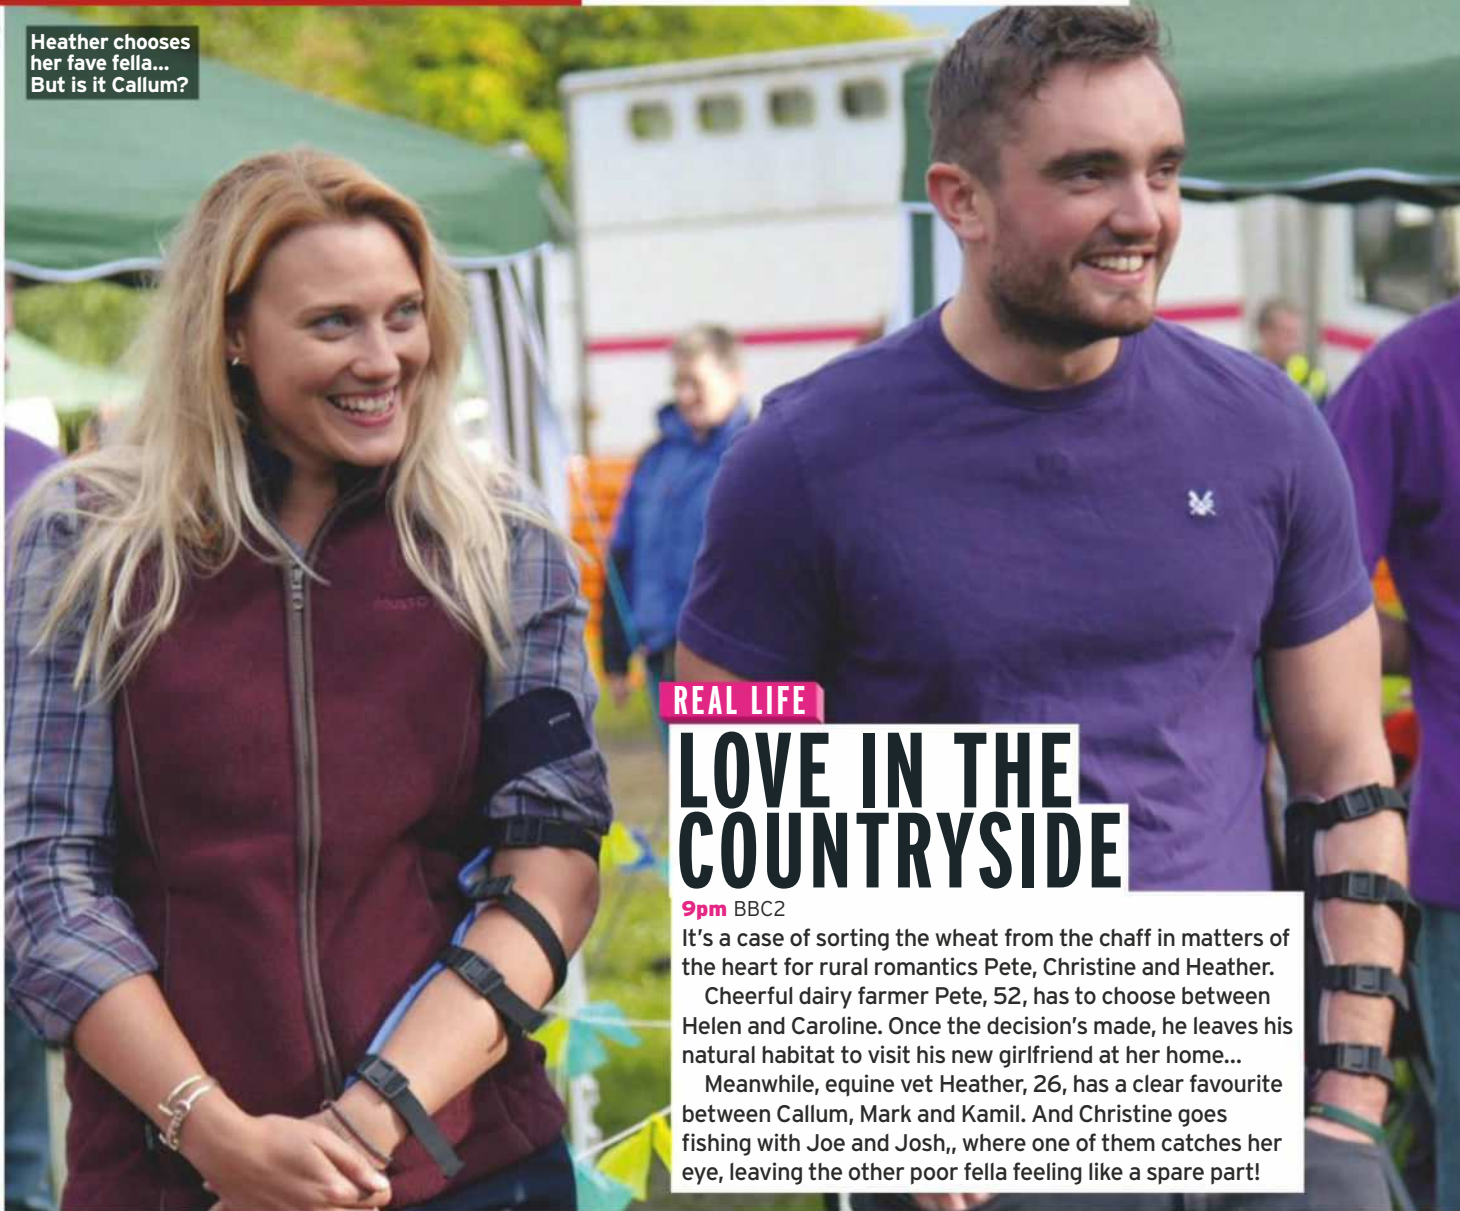 Heather chooses
her fave fella...
But is it Callum?
musto
REAL LIFE
LOVE IN THE
COUNTRYSIDE
9pm BBC2
It's a case of sorting the wheat from the chaff in matters of
the heart for rural romantics Pete, Christine and Heather.
Cheerful dairy farmer Pete, 52, has to choose between
Helen and Caroline. Once the decision's made, he leaves his
natural habitat to visit his new girlfriend at her home...
Meanwhile, equine vet Heather, 26, has a clear favourite
between Callum, Mark and Kamil. And Christine goes
fishing with Joe and Josh,, where one of them catches her
eye, leaving the other poor fella feeling like a spare part!